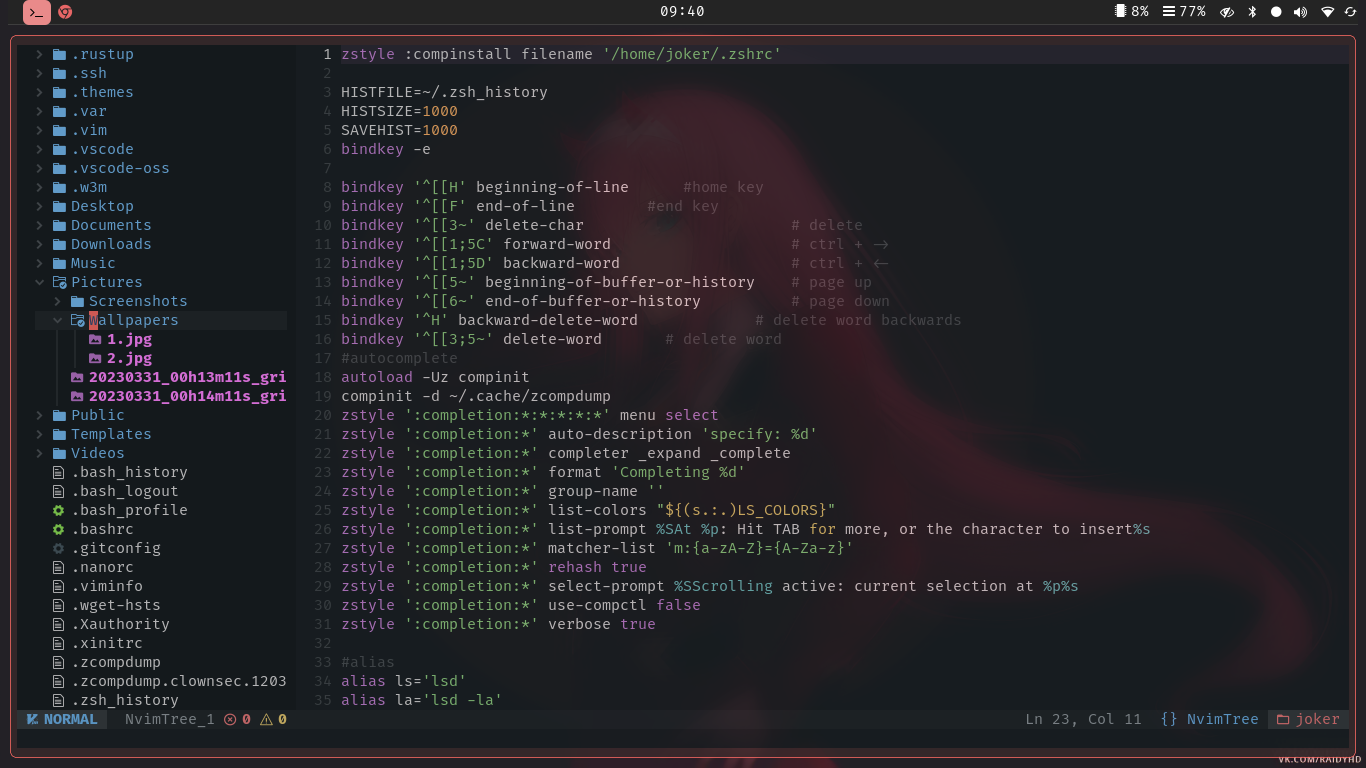 09:40
8%
77%
.rustup
.ssh
.themes
.var
.vim
.vscode
.vscode-oss
.w3m
Desktop
Documents
Downloads
Music
Pictures
Screenshots
Wallpapers
1.jpg
2.jpg
20230331_00h13m11s_gri
20230331_00h14m11s_gri
Public
Templates
Videos
.bash_history
.bash_logout
.bash_profile
.bashrc
.gitconfig
.nanorc
.viminfo
.wget-hsts
.Xauthority
.xinitrc
.zcompdump
.zcompdump.clownsec.1203
.zsh_history
1 zstyle :compinstall filename '/home/joker/.zshrc'
2
3 HISTFILE=~/.zsh_history
4 HISTSIZE=1000
5 SAVEHIST=1000
6 bindkey -e
7
8 bindkey '^[[H' beginning-of-line      #home key
9 bindkey '^[[F' end-of-line        #end key
10 bindkey '^[[3~' delete-char                       # delete
11 bindkey '^[[1;5C' forward-word                    # ctrl + ->
12 bindkey '^[[1;5D' backward-word                   # ctrl + <-
13 bindkey '^[[5~' beginning-of-buffer-or-history    # page up
14 bindkey '^[[6~' end-of-buffer-or-history          # page down
15 bindkey '^H' backward-delete-word             # delete word backwards
16 bindkey '^[[3;5~' delete-word       # delete word
17 #autocomplete
18 autoload -Uz compinit
19 compinit -d ~/.cache/zcompdump
20 zstyle ':completion:*:*:*:*:*' menu select
21 zstyle ':completion:*' auto-description 'specify: %d'
22 zstyle ':completion:*' completer _expand _complete
23 zstyle ':completion:*' format 'Completing %d'
24 zstyle ':completion:*' group-name ''
25 zstyle ':completion:*' list-colors "${(s.:.)LS_COLORS}"
26 zstyle ':completion:*' list-prompt %SAt %p: Hit TAB for more, or the character to insert%s
27 zstyle ':completion:*' matcher-list 'm:{a-zA-Z}={A-Za-z}'
28 zstyle ':completion:*' rehash true
29 zstyle ':completion:*' select-prompt %SScrolling active: current selection at %p%s
30 zstyle ':completion:*' use-compctl false
31 zstyle ':completion:*' verbose true
32
33 #alias
34 alias ls='lsd'
35 alias la='lsd -la'
NORMAL NvimTree_1 0 0 Ln 23, Col 11 {} NvimTree joker
VK.COM/RAIDYHD